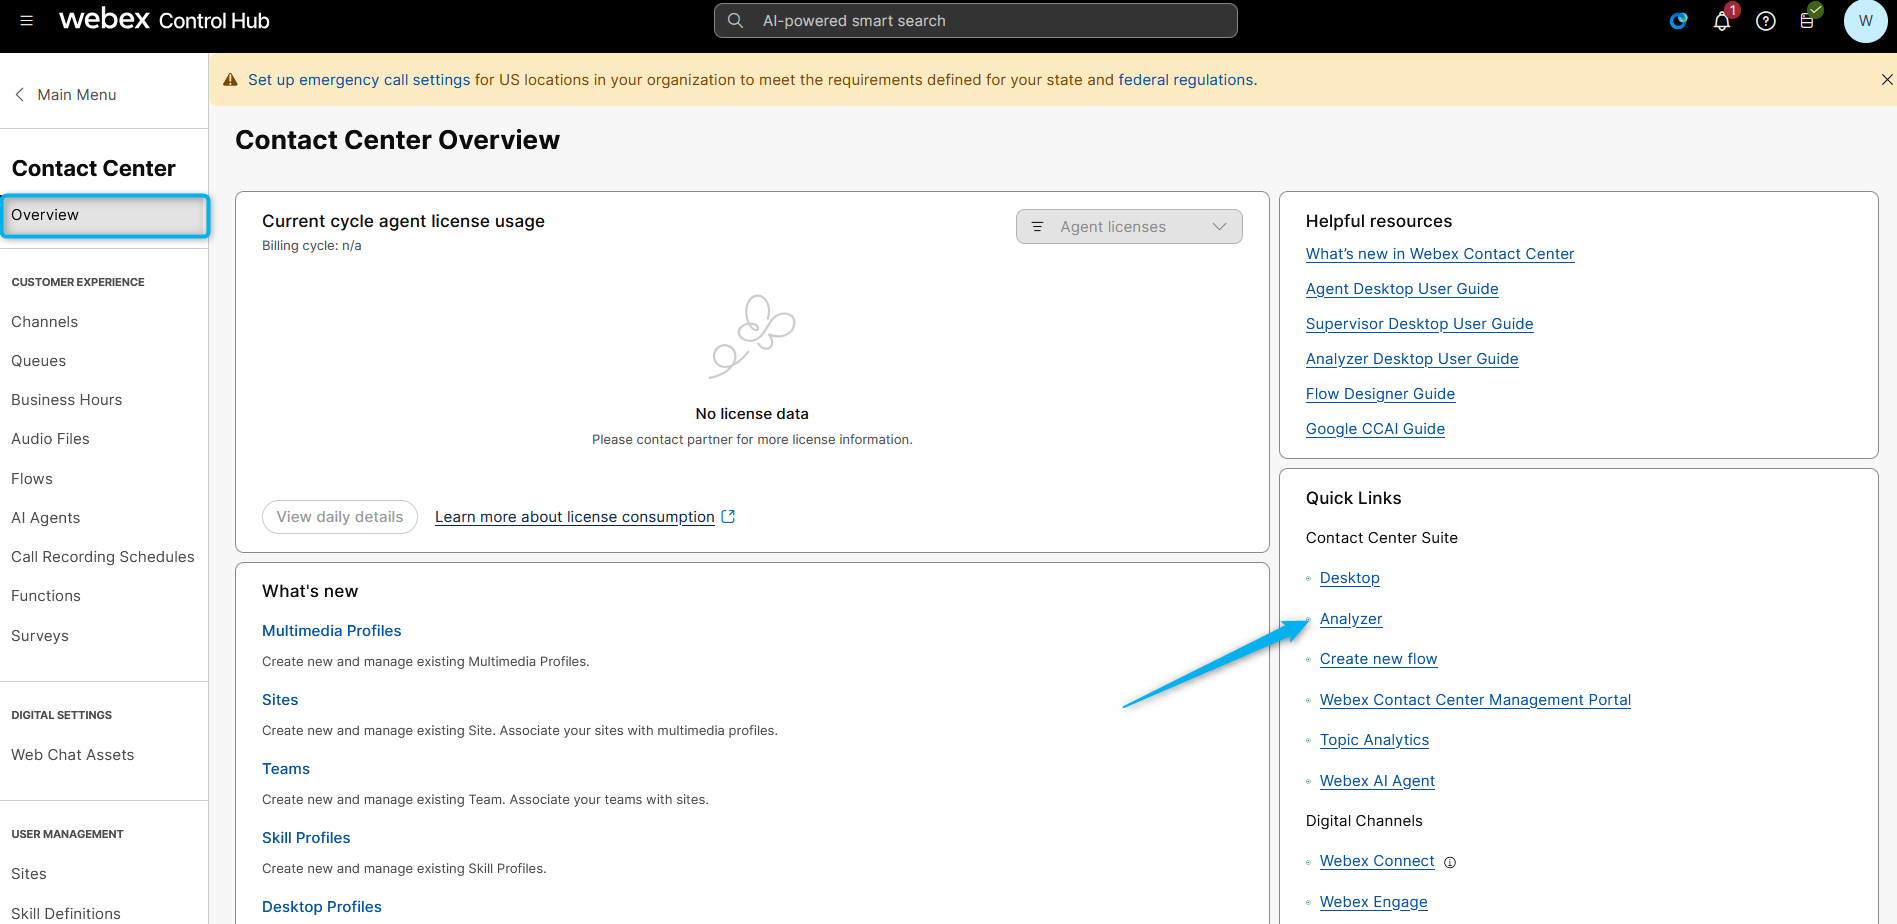 webex Control Hub
AI-powered smart search
1
W
Main Menu
Contact Center
Overview
CUSTOMER EXPERIENCE
Channels
Queues
Business Hours
Audio Files
Flows
AI Agents
Call Recording Schedules
Functions
Surveys
DIGITAL SETTINGS
Web Chat Assets
USER MANAGEMENT
Sites
Skill Definitions
Set up emergency call settings for US locations in your organization to meet the requirements defined for your state and federal regulations.
Contact Center Overview
Current cycle agent license usage
Billing cycle: n/a
Agent licenses
No license data
Please contact partner for more license information.
View daily details
Learn more about license consumption
What's new
Multimedia Profiles
Create new and manage existing Multimedia Profiles.
Sites
Create new and manage existing Site. Associate your sites with multimedia profiles.
Teams
Create new and manage existing Team. Associate your teams with sites.
Skill Profiles
Create new and manage existing Skill Profiles.
Desktop Profiles
Helpful resources
What’s new in Webex Contact Center
Agent Desktop User Guide
Supervisor Desktop User Guide
Analyzer Desktop User Guide
Flow Designer Guide
Google CCAI Guide
Quick Links
Contact Center Suite
Desktop
Analyzer
Create new flow
Webex Contact Center Management Portal
Topic Analytics
Webex AI Agent
Digital Channels
Webex Connect
Webex Engage